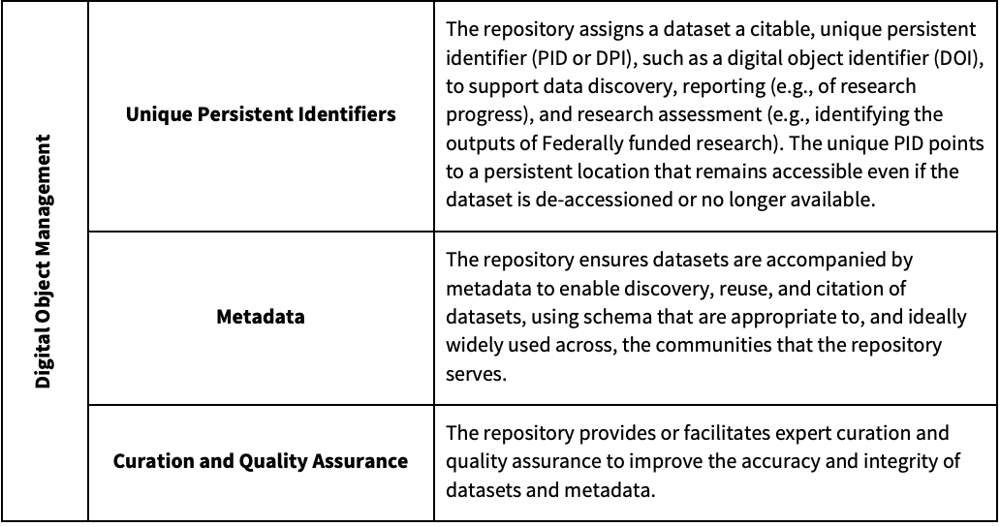 Digital Object Management
Unique Persistent Identifiers
The repository assigns a dataset a citable, unique persistent
identifier (PID or DPI), such as a digital object identifier (DOI),
to support data discovery, reporting (e.g., of research
progress), and research assessment (e.g., identifying the
outputs of Federally funded research). The unique PID points
to a persistent location that remains accessible even if the
dataset is de-accessioned or no longer available.
Metadata
The repository ensures datasets are accompanied by
metadata to enable discovery, reuse, and citation of
datasets, using schema that are appropriate to, and ideally
widely used across, the communities that the repository
serves.
Curation and Quality Assurance
The repository provides or facilitates expert curation and
quality assurance to improve the accuracy and integrity of
datasets and metadata.